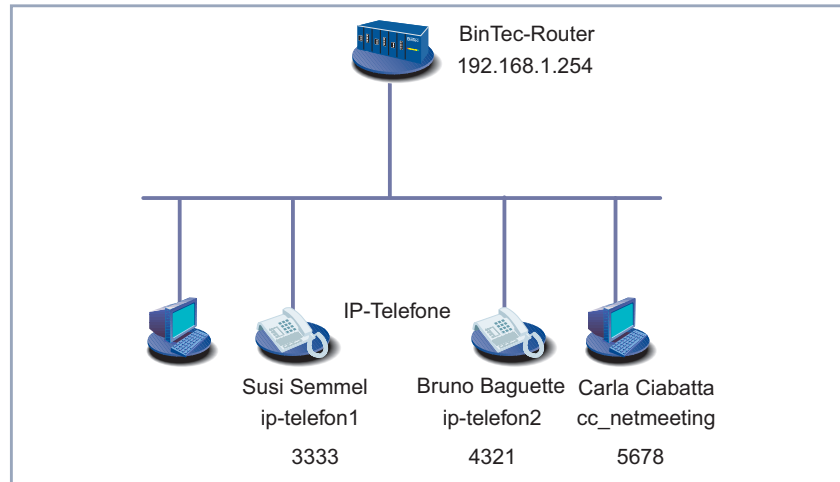 BinTec-Router
192.168.1.254
IP-Telefone
Susi Semmel
ip-telefon1
3333
Bruno Baguette
ip-telefon2
4321
Carla Ciabatta
cc_netmeeting
5678